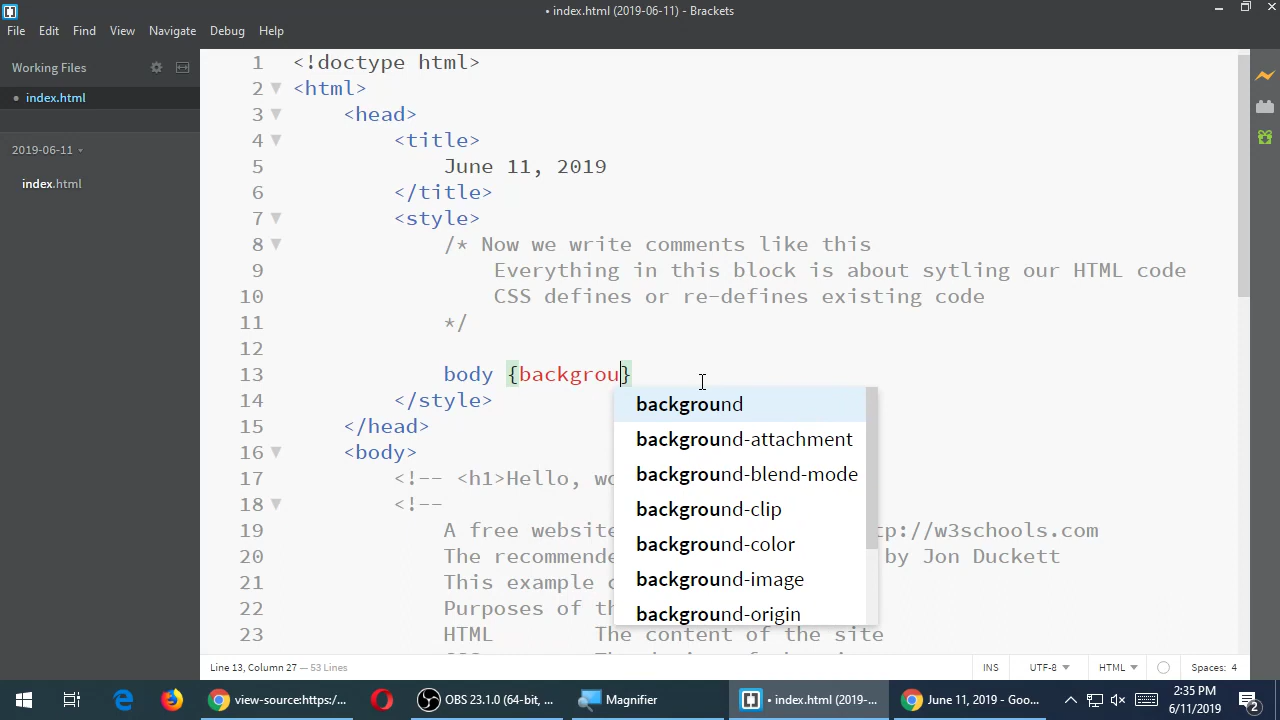 • index.html (2019-06-11) - Brackets
File Edit Find View Navigate Debug Help
Working Files
• index.html
2019-06-11
index.html
1 <!doctype html>
2 <html>
3 <head>
4 <title>
5 June 11, 2019
6 </title>
7 <style>
8 /* Now we write comments like this
9 Everything in this block is about sytling our HTML code
10 CSS defines or re-defines existing code
11 */
12
13 body {backgrou}
14 </style>
15 </head>
16 <body>
17 <!-- <h1>Hello, wo
18 <!--
19 A free website tp://w3schools.com
20 The recommende by Jon Duckett
21 This example c
22 Purposes of th
23 HTML The content of the site
background
background-attachment
background-blend-mode
background-clip
background-color
background-image
background-origin
Line 13, Column 27 — 53 Lines
INS UTF-8 HTML Spaces: 4
view-source:https:/...
OBS 23.1.0 (64-bit, ...
Magnifier
• index.html (2019-...
June 11, 2019 - Goo...
2:35 PM
6/11/2019
2